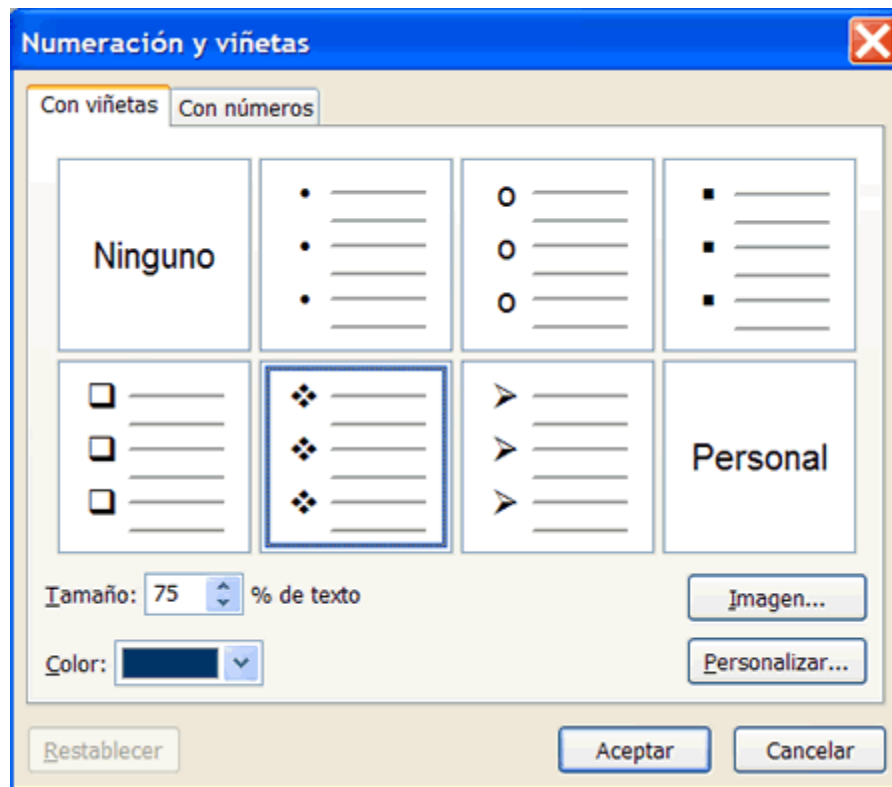 Numeración y viñetas
Con viñetas Con números
Ninguno
Personal
Tamaño: 75 % de texto
Imagen...
Color:
Personalizar...
Restablecer Aceptar Cancelar